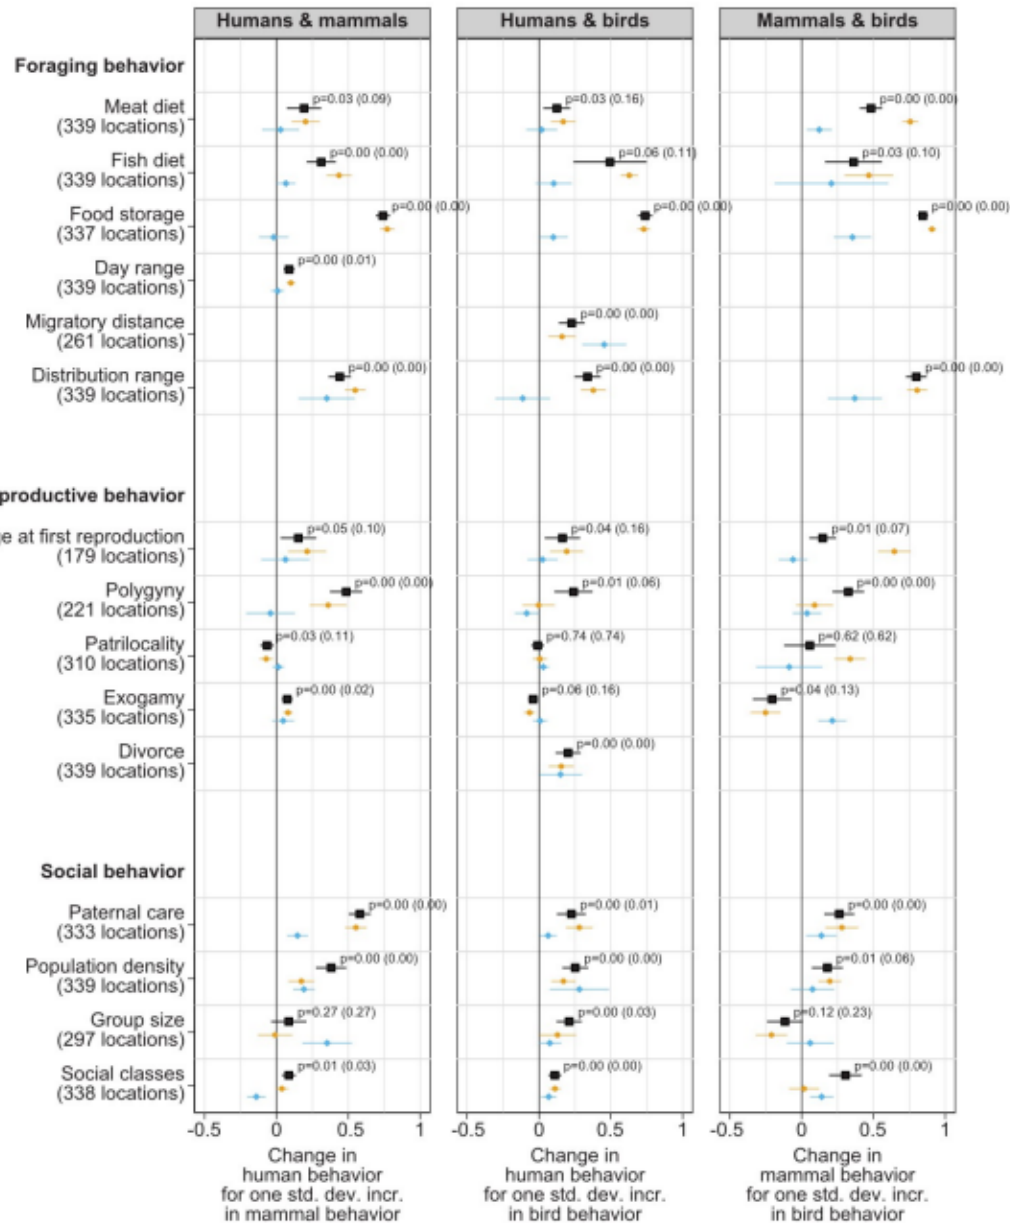 Humans & mammals Humans & birds Mammals & birds
Foraging behavior
Meat diet p=0.03 (0.09) p=0.03 (0.16) p=0.00 (0.00)
(339 locations)
Fish diet p=0.00 (0.00) p=0.06 (0.11) p=0.03 (0.10)
(339 locations)
Food storage p=0.00 (0.00) p=0.00 (0.00) p=0.00 (0.00)
(337 locations)
Day range p=0.00 (0.01)
(339 locations)
Migratory distance p=0.00 (0.00)
(261 locations)
Distribution range p=0.00 (0.00) p=0.00 (0.00) p=0.00 (0.00)
(339 locations)
productive behavior
e at first reproduction p=0.05 (0.10) p=0.04 (0.16) p=0.01 (0.07)
(179 locations)
Polygyny p=0.00 (0.00) p=0.01 (0.06) p=0.00 (0.00)
(221 locations)
Patrilocality p=0.03 (0.11) p=0.74 (0.74) p=0.62 (0.62)
(310 locations)
Exogamy p=0.00 (0.02) p=0.06 (0.16) p=0.04 (0.13)
(335 locations)
Divorce p=0.00 (0.00)
(339 locations)
Social behavior
Paternal care p=0.00 (0.00) p=0.00 (0.01) p=0.00 (0.00)
(333 locations)
Population density p=0.00 (0.00) p=0.00 (0.00) p=0.01 (0.06)
(339 locations)
Group size p=0.27 (0.27) p=0.00 (0.03) p=0.12 (0.23)
(297 locations)
Social classes p=0.01 (0.03) p=0.00 (0.00) p=0.00 (0.00)
(338 locations)
-0.5 0 0.5 1 -0.5 0 0.5 1 -0.5 0 0.5 1
Change in Change in Change in
human behavior human behavior mammal behavior
for one std. dev. incr. for one std. dev. incr. for one std. dev. incr.
in mammal behavior in bird behavior in bird behavior